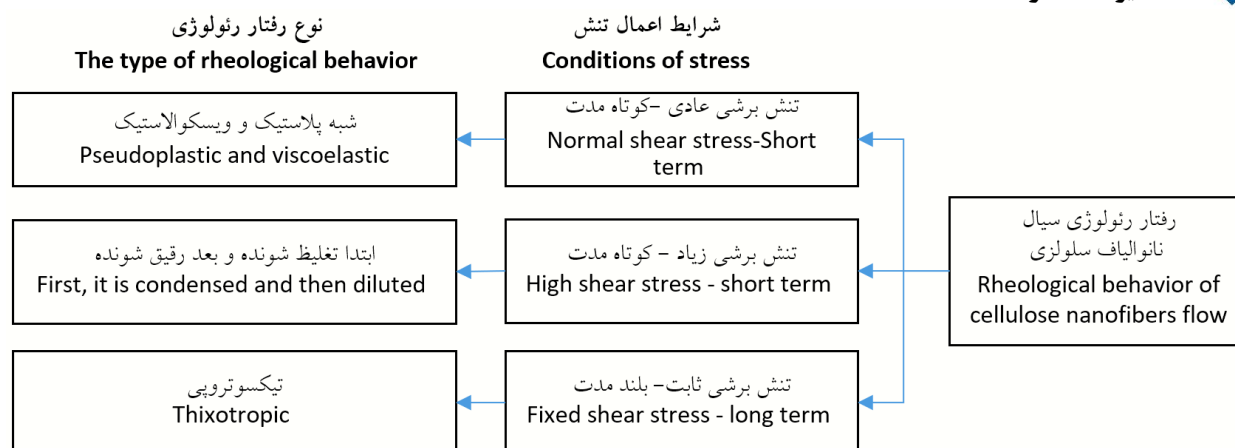 شرایط اعمال تنش
نوع رفتار رئولوژی
Conditions of stress
The type of rheological behavior
رفتار رئولوژی سیال
نانوالیاف سلولزی
Rheological behavior of
cellulose nanofibers flow
تنش برشی عادی –کوتاه مدت
Normal shear stress-Short
term
شبه پلاستیک و ویسکوالاستیک
Pseudoplastic and viscoelastic
تنش برشی زیاد – کوتاه مدت
High shear stress - short term
ابتدا تغلیظ شونده و بعد رقیق شونده
First, it is condensed and then diluted
تنش برشی ثابت– بلند مدت
Fixed shear stress - long term
تیکسوتروپی
Thixotropic